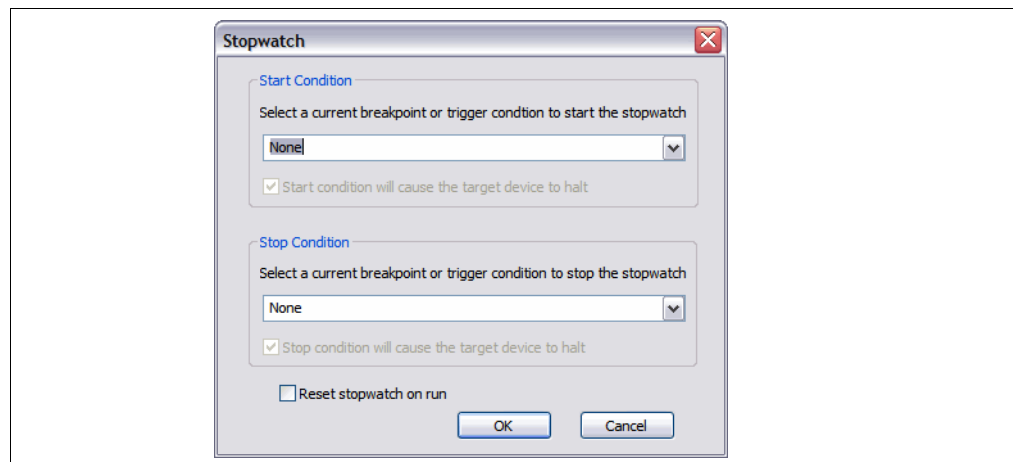 Stopwatch
Start Condition
Select a current breakpoint or trigger condtion to start the stopwatch
None
Start condition will cause the target device to halt
Stop Condition
Select a current breakpoint or trigger condition to stop the stopwatch
None
Stop condition will cause the target device to halt
Reset stopwatch on run
OK
Cancel